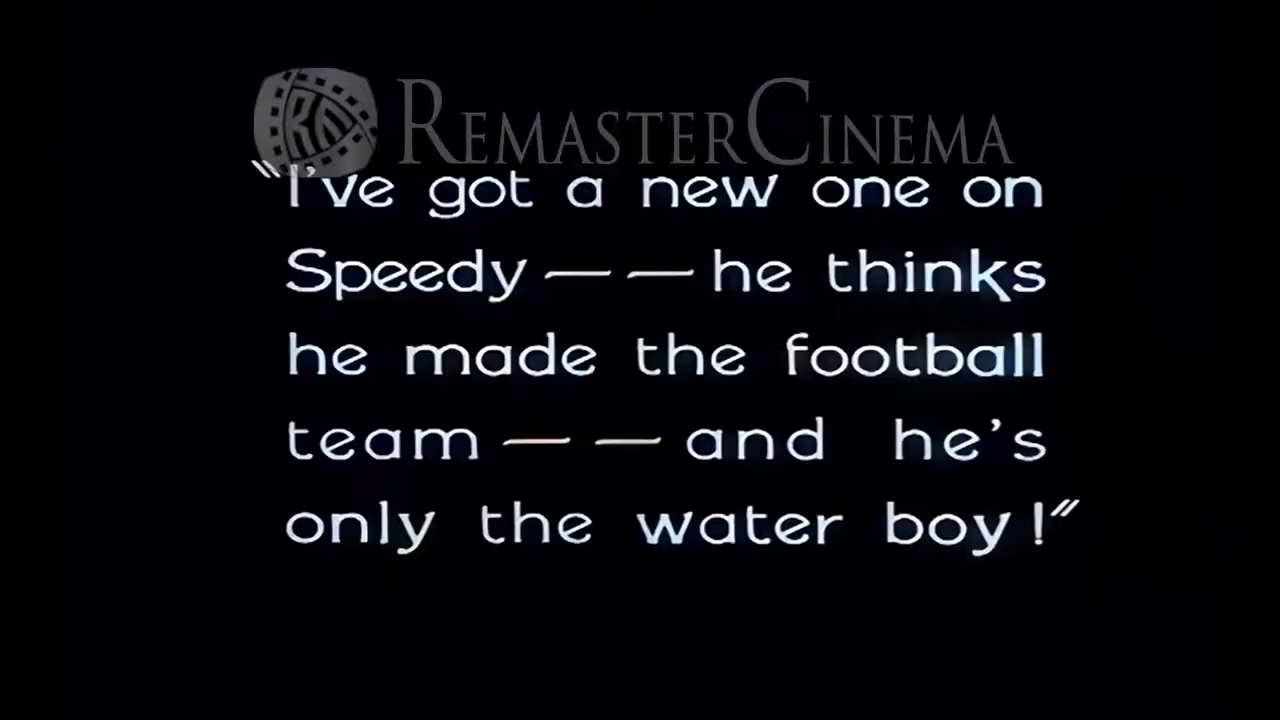 REMASTERCINEMA
"I've got a new one on
Speedy — — he thinks
he made the football
team — — and he's
only the water boy!"